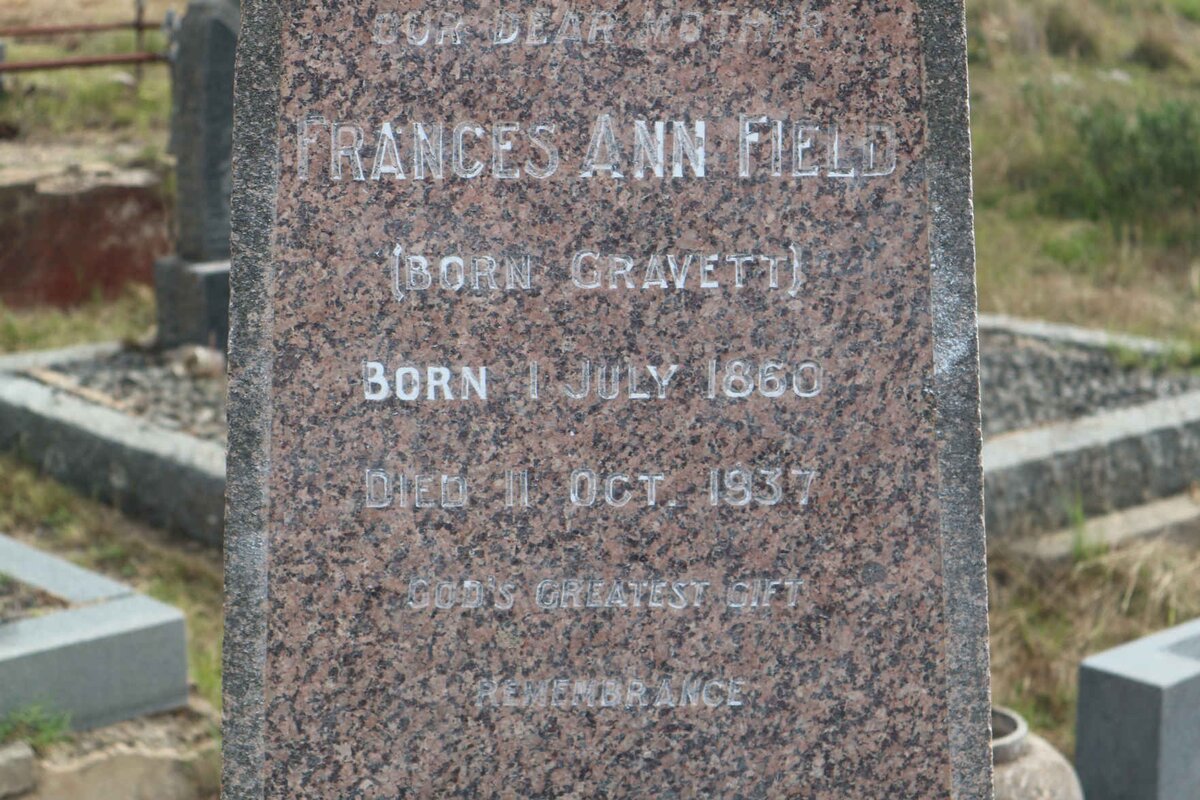 OUR DEAR MOTHER
FRANCES ANN FIELD
(BORN GRAVETT)
BORN 1 JULY 1860
DIED 11 OCT. 1937
GOD'S GREATEST GIFT
REMEMBRANCE